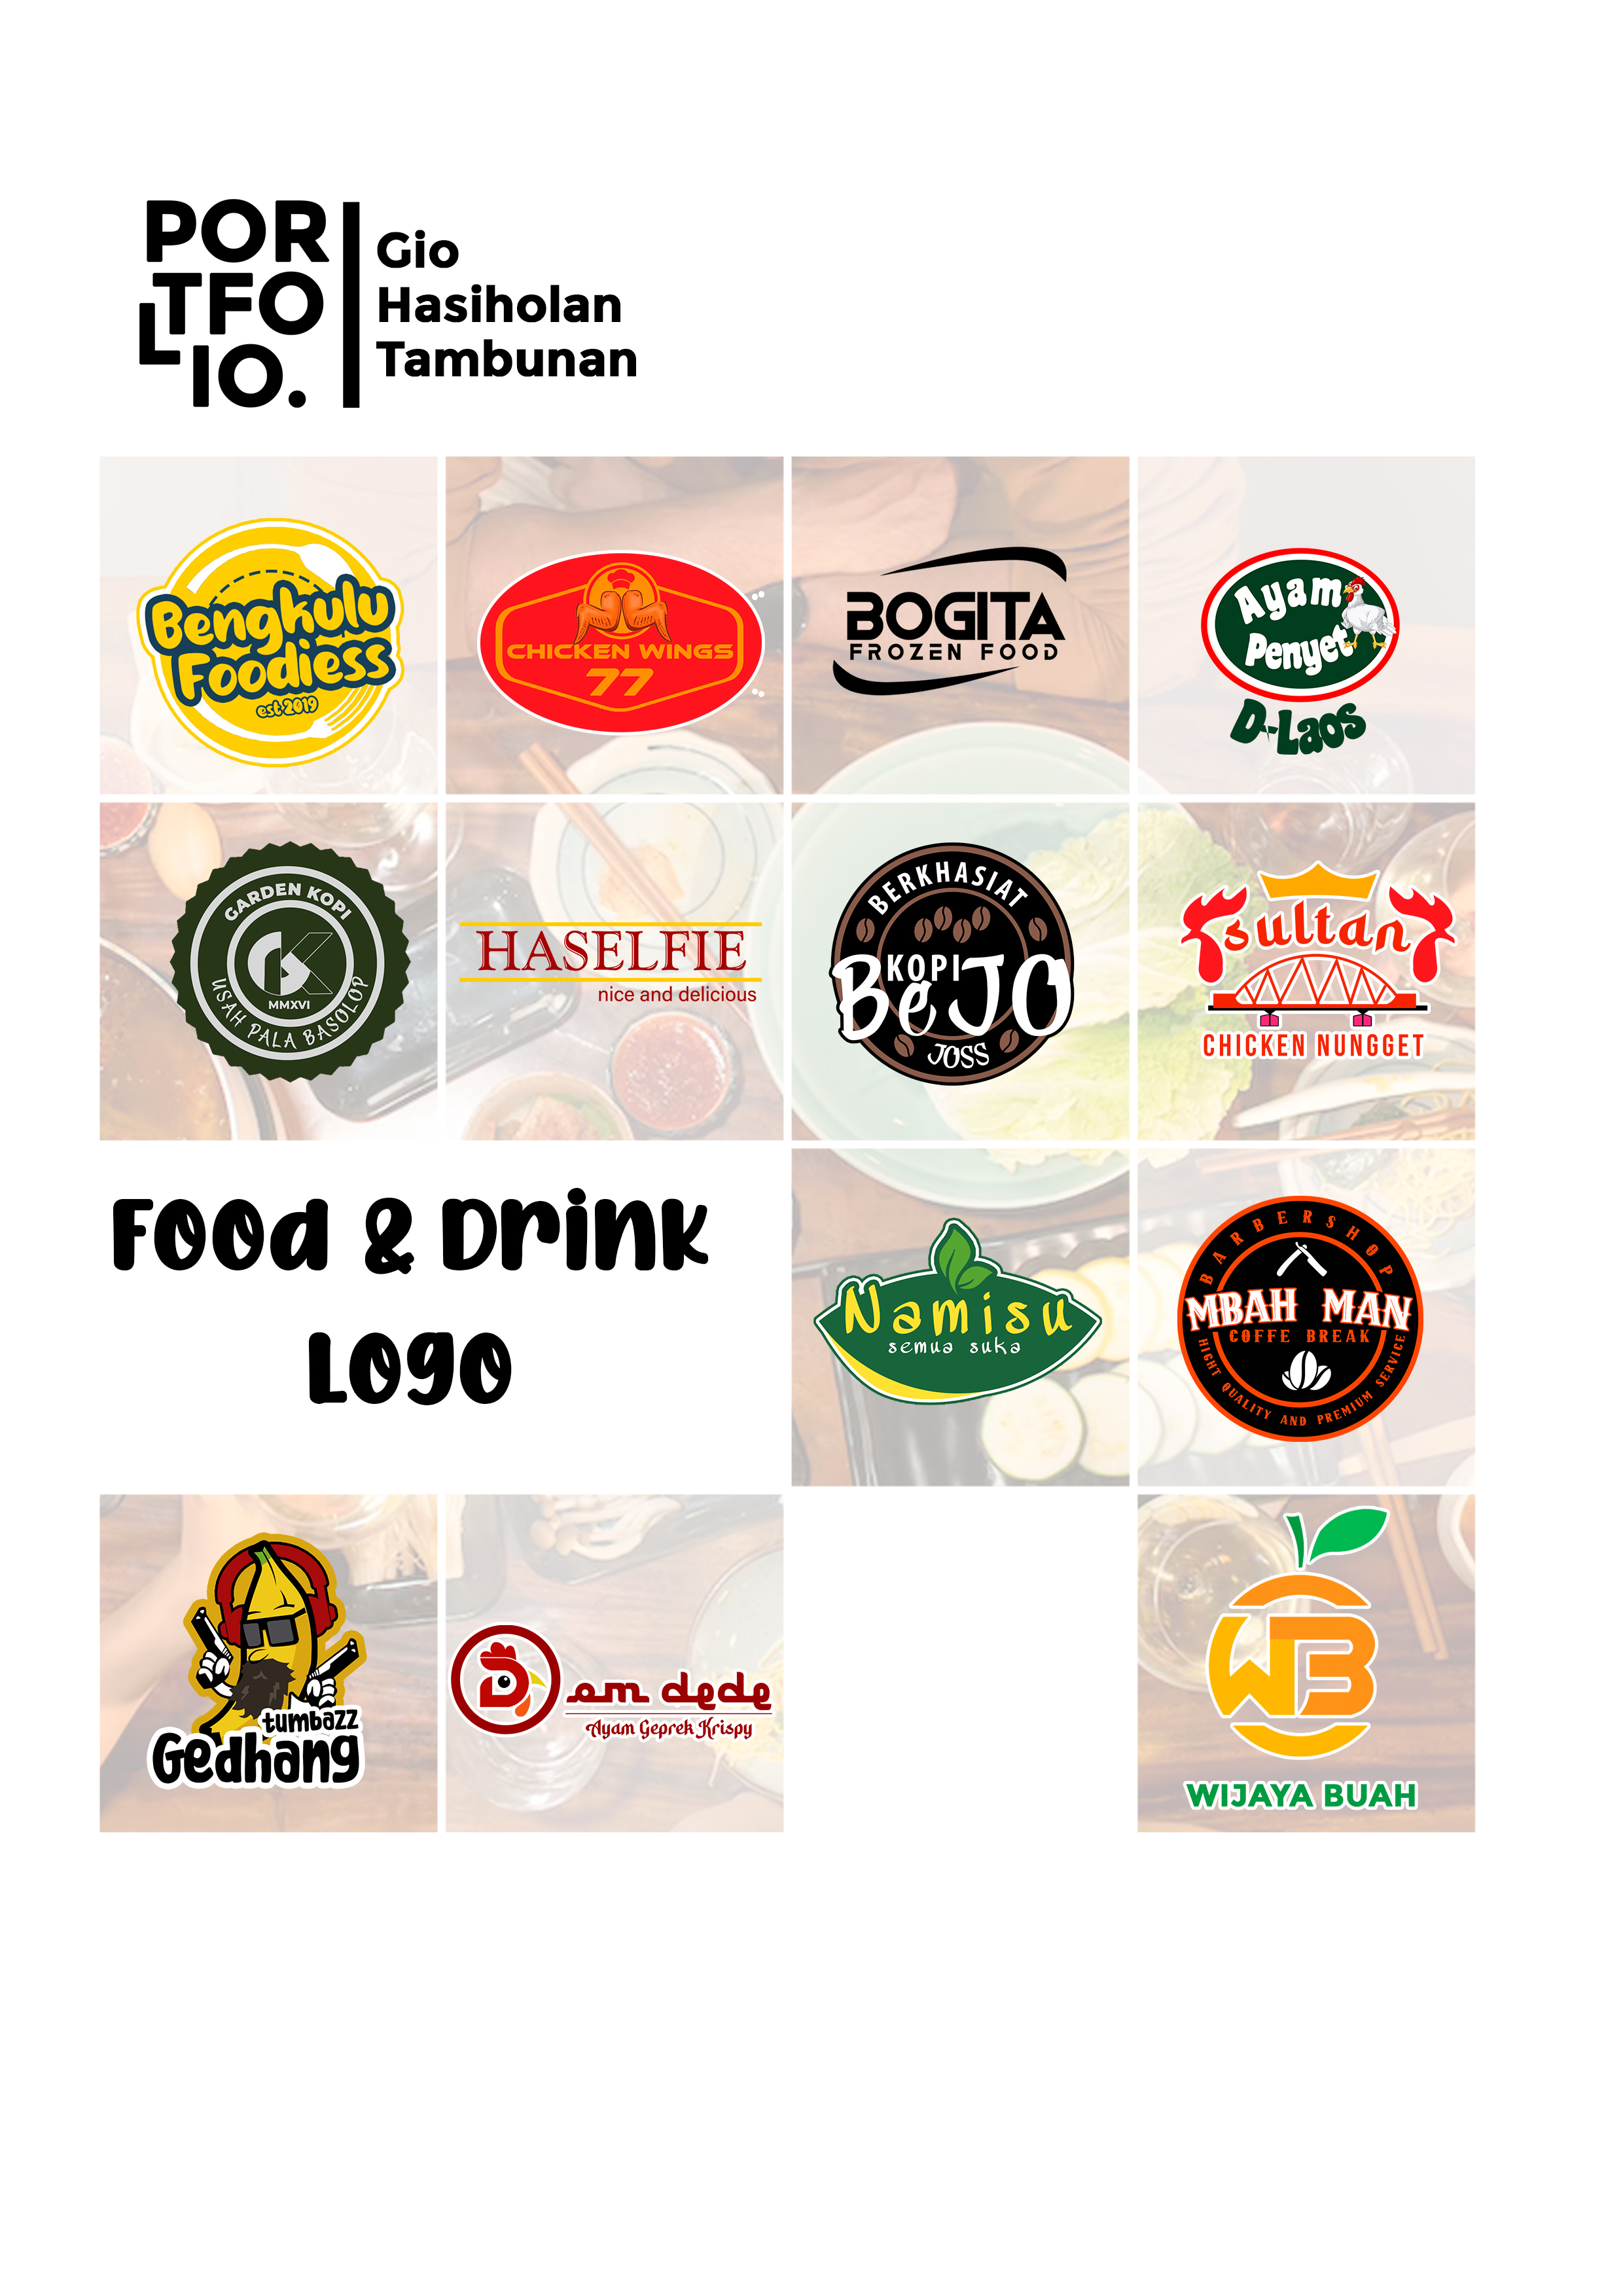 POR
TFO
LIO.
Gio
Hasiholan
Tambunan
Bengkulu
Foodiess
est 2019
CHICKEN WINGS
77
BOGITA
FROZEN FOOD
Ayam
Penyet
D-Laos
GARDEN KOPI
GK
MMXVI
USAH PALA BASOLOP
HASELFIE
nice and delicious
BERKHASIAT
KOPI
BeJO
JOSS
sultan
CHICKEN NUNGGET
Food & Drink
Logo
Namisu
semua suka
BARBERSHOP
MBAH MAN
COFFE BREAK
HIGHT QUALITY AND PREMIUM SERVICE
tumbazz
Gedhang
D om dede
Ayam Geprek Krispy
WB
WIJAYA BUAH